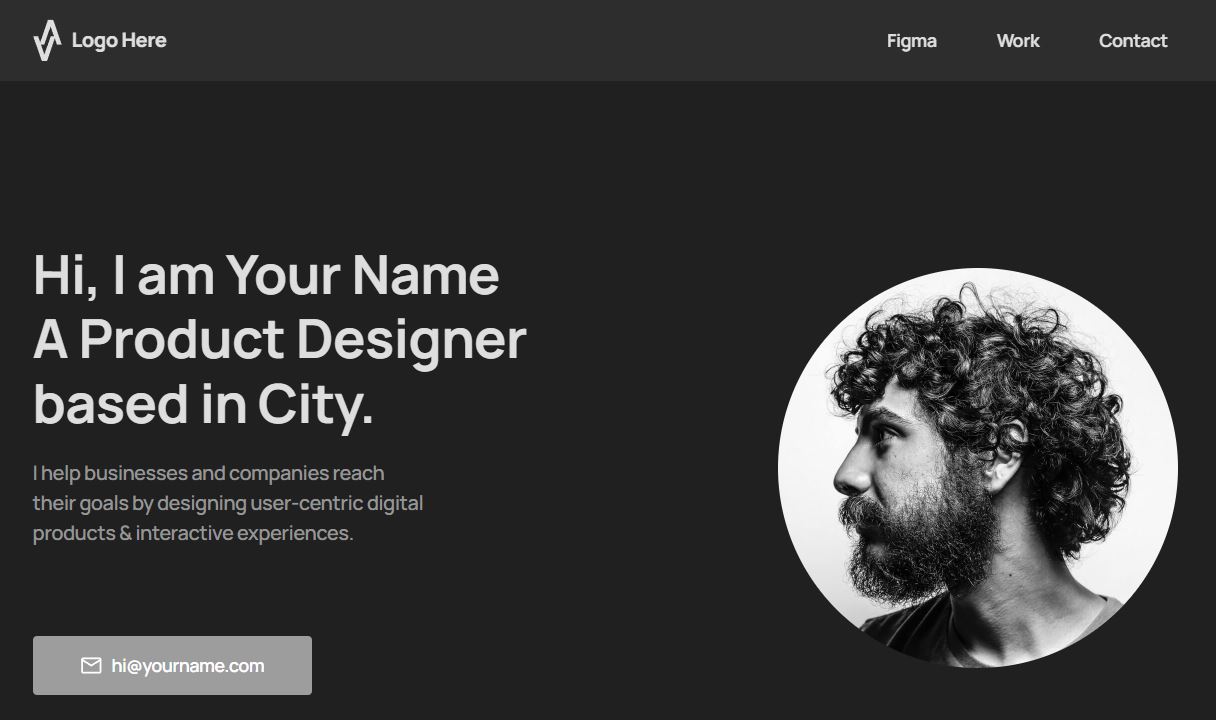 Logo Here
Figma
Work
Contact
Hi, I am Your Name
A Product Designer
based in City.
I help businesses and companies reach
their goals by designing user-centric digital
products & interactive experiences.
hi@yourname.com